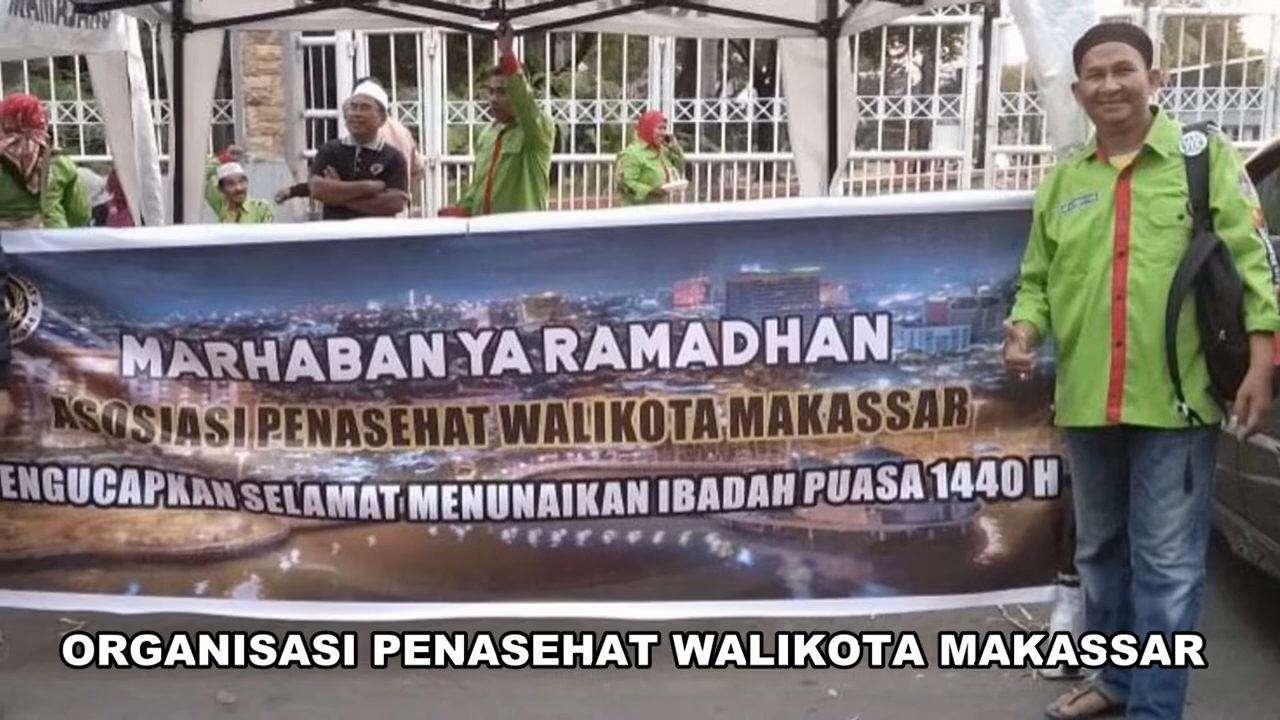 MARHABAN YA RAMADHAN
ASOSIASI PENASEHAT WALIKOTA MAKASSAR
ENGUCAPKAN SELAMAT MENUNAIKAN IBADAH PUASA 1440 H
ORGANISASI PENASEHAT WALIKOTA MAKASSAR